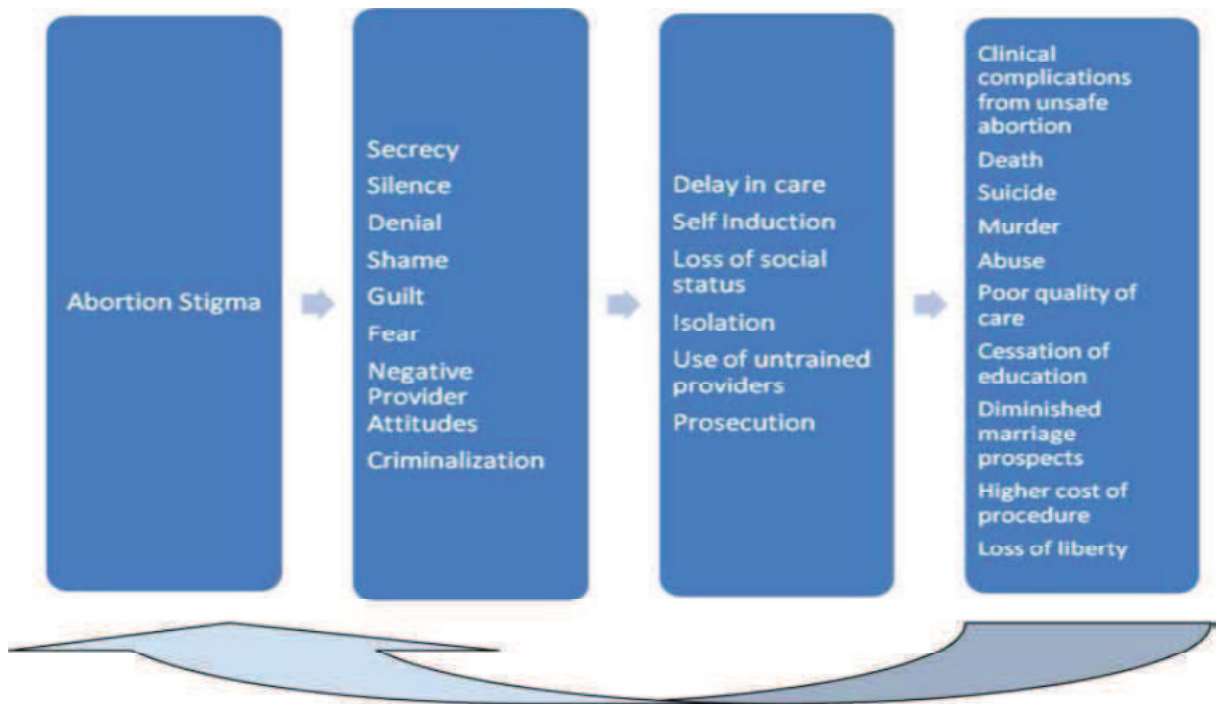 Abortion Stigma
Secrecy
Silence
Denial
Shame
Guilt
Fear
Negative
Provider
Attitudes
Criminalization
Delay in care
Self Induction
Loss of social
status
Isolation
Use of untrained
providers
Prosecution
Clinical
complications
from unsafe
abortion
Death
Suicide
Murder
Abuse
Poor quality of
care
Cessation of
education
Diminished
marriage
prospects
Higher cost of
procedure
Loss of liberty